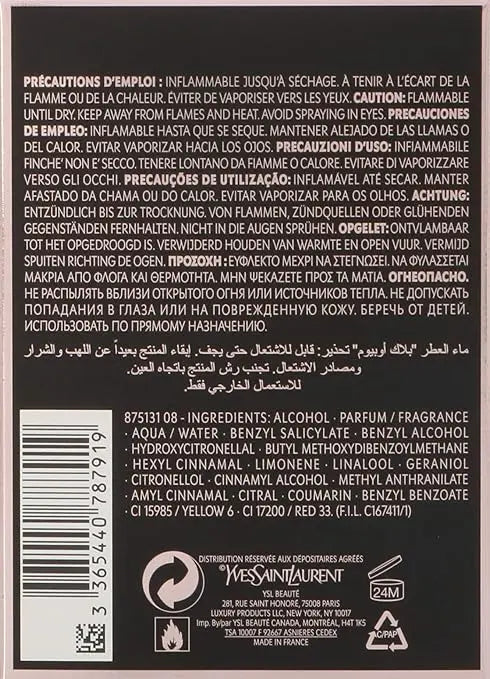 PRÉCAUTIONS D'EMPLOI : INFLAMMABLE JUSQU'À SÉCHAGE. À TENIR À L'ÉCART DE LA
FLAMME OU DE LA CHALEUR. ÉVITER DE VAPORISER VERS LES YEUX. CAUTION: FLAMMABLE
UNTIL DRY. KEEP AWAY FROM FLAMES AND HEAT. AVOID SPRAYING IN EYES. PRECAUCIONES
DE EMPLEO: INFLAMABLE HASTA QUE SE SEQUE. MANTENER ALEJADO DE LAS LLAMAS O
DEL CALOR. EVITAR VAPORIZAR HACIA LOS OJOS. PRECAUZIONI D'USO: INFIAMMABILE
FINCHE' NON E' SECCO. TENERE LONTANO DA FIAMME O CALORE. EVITARE DI VAPORIZZARE
VERSO GLI OCCHI. PRECAUÇÕES DE UTILIZAÇÃO: INFLAMÁVEL ATÉ SECAR. MANTER
AFASTADO DA CHAMA OU DO CALOR. EVITAR VAPORIZAR PARA OS OLHOS. ACHTUNG:
ENTZÜNDLICH BIS ZUR TROCKNUNG. VON FLAMMEN, ZÜNDQUELLEN ODER GLÜHENDEN
GEGENSTÄNDEN FERNHALTEN. NICHT IN DIE AUGEN SPRÜHEN. OPGELET: ONTVLAMBAAR
TOT HET OPGEDROOGD IS. VERWIJDERD HOUDEN VAN WARMTE EN OPEN VUUR. VERMIJD
SPUITEN RICHTING DE OGEN. ΠΡΟΣΟΧΗ : ΕΥΦΛΕΚΤΟ ΜΕΧΡΙ ΝΑ ΣΤΕΓΝΩΣΕΙ. ΝΑ ΦΥΛΑΣΣΕΤΑΙ
ΜΑΚΡΙΑ ΑΠΟ ΦΛΟΓΑ ΚΑΙ ΘΕΡΜΟΤΗΤΑ. ΜΗΝ ΨΕΚΑΖΕΤΕ ΠΡΟΣ ΤΑ ΜΑΤΙΑ. ОГНЕОПАСНО.
НЕ РАСПЫЛЯТЬ ВБЛИЗИ ОТКРЫТОГО ОГНЯ ИЛИ ИСТОЧНИКОВ ТЕПЛА. НЕ ДОПУСКАТЬ
ПОПАДАНИЯ В ГЛАЗА ИЛИ НА ПОВРЕЖДЕННУЮ КОЖУ. БЕРЕЧЬ ОТ ДЕТЕЙ.
ИСПОЛЬЗОВАТЬ ПО ПРЯМОМУ НАЗНАЧЕНИЮ.
ماء العطر "بلاك أوبيوم" تحذير: قابل للاشتعال حتى يجف. إبقاء المنتج بعيداً عن اللهب والشرار
ومصادر الاشتعال. تجنب رش المنتج باتجاه العين.
للاستعمال الخارجي فقط.
875131 08 - INGREDIENTS: ALCOHOL · PARFUM / FRAGRANCE
· AQUA / WATER · BENZYL SALICYLATE · BENZYL ALCOHOL
· HYDROXYCITRONELLAL · BUTYL METHOXYDIBENZOYLMETHANE
· HEXYL CINNAMAL · LIMONENE · LINALOOL · GERANIOL
· CITRONELLOL · CINNAMYL ALCOHOL · METHYL ANTHRANILATE
· AMYL CINNAMAL · CITRAL · COUMARIN · BENZYL BENZOATE
· CI 15985 / YELLOW 6 · CI 17200 / RED 33. (F.I.L. C167411/1)
3 365440 787919
DISTRIBUTION RÉSERVÉE AUX DÉPOSITAIRES AGRÉÉS
©YVESSAINTLAURENT
YSL BEAUTÉ
281, RUE SAINT HONORÉ, 75008 PARIS
LUXURY PRODUCTS LLC, NEW YORK, NY 10017
Imp. By/par YSL BEAUTÉ CANADA, MONTRÉAL, H4T 1K5
TSA 10007 F 92667 ASNIERES CEDEX
MADE IN FRANCE
24M
C/PAP